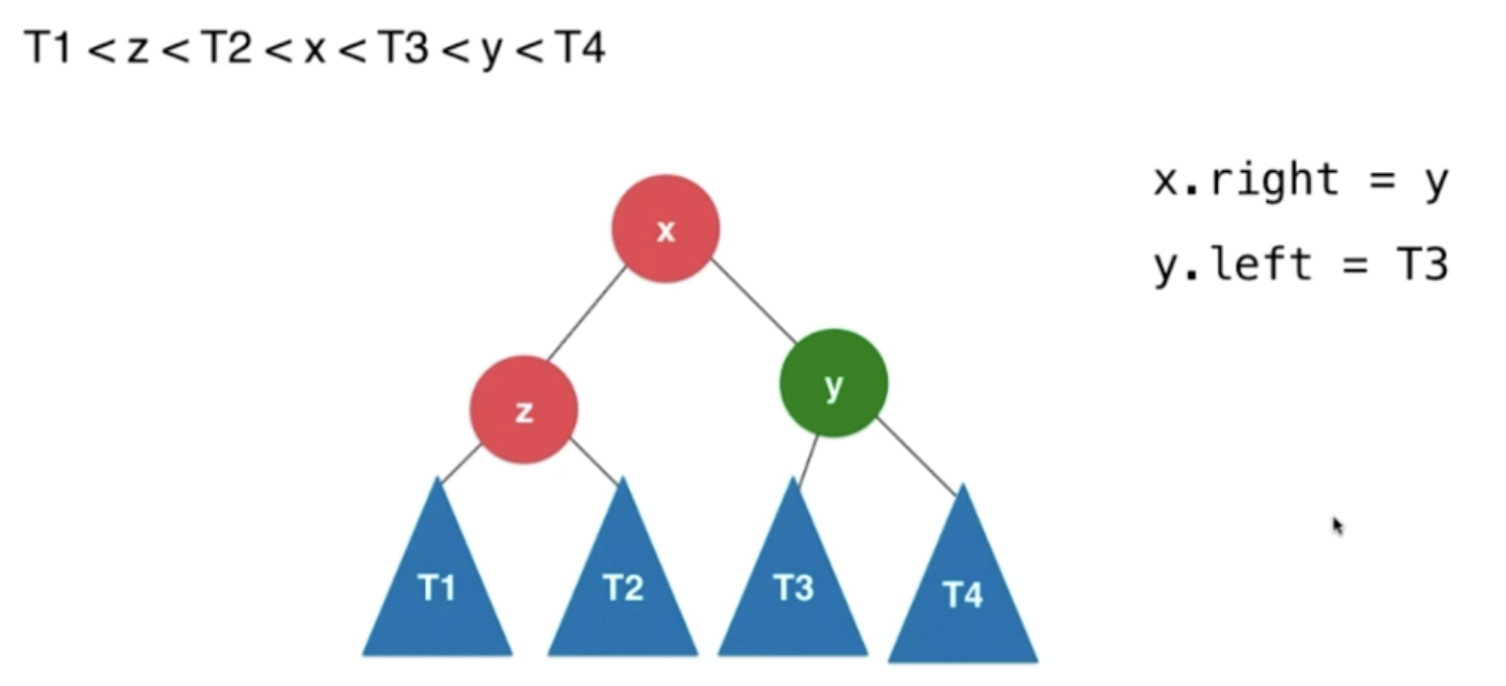 T1 < z < T2 < x < T3 < y < T4
x.right = y
y.left = T3
x
y
z
T1
T2
T3
T4